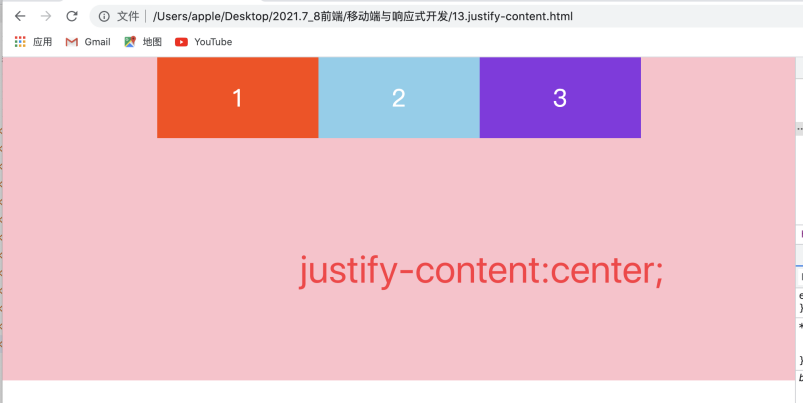 文件 /Users/apple/Desktop/2021.7_8前端/移动端与响应式开发/13.justify-content.html
应用 Gmail 地图 YouTube
1 2 3
justify-content:center;